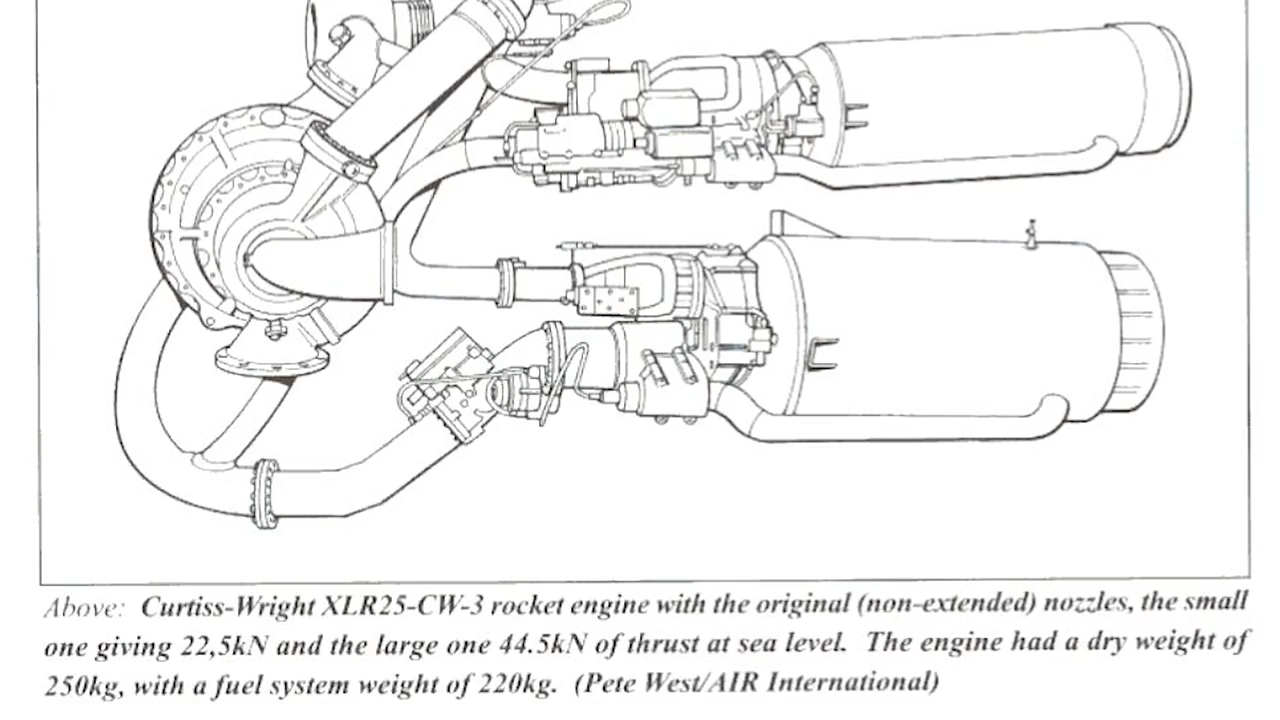 Above: Curtiss-Wright XLR25-CW-3 rocket engine with the original (non-extended) nozzles, the small
one giving 22,5kN and the large one 44.5kN of thrust at sea level. The engine had a dry weight of
250kg, with a fuel system weight of 220kg. (Pete West/AIR International)